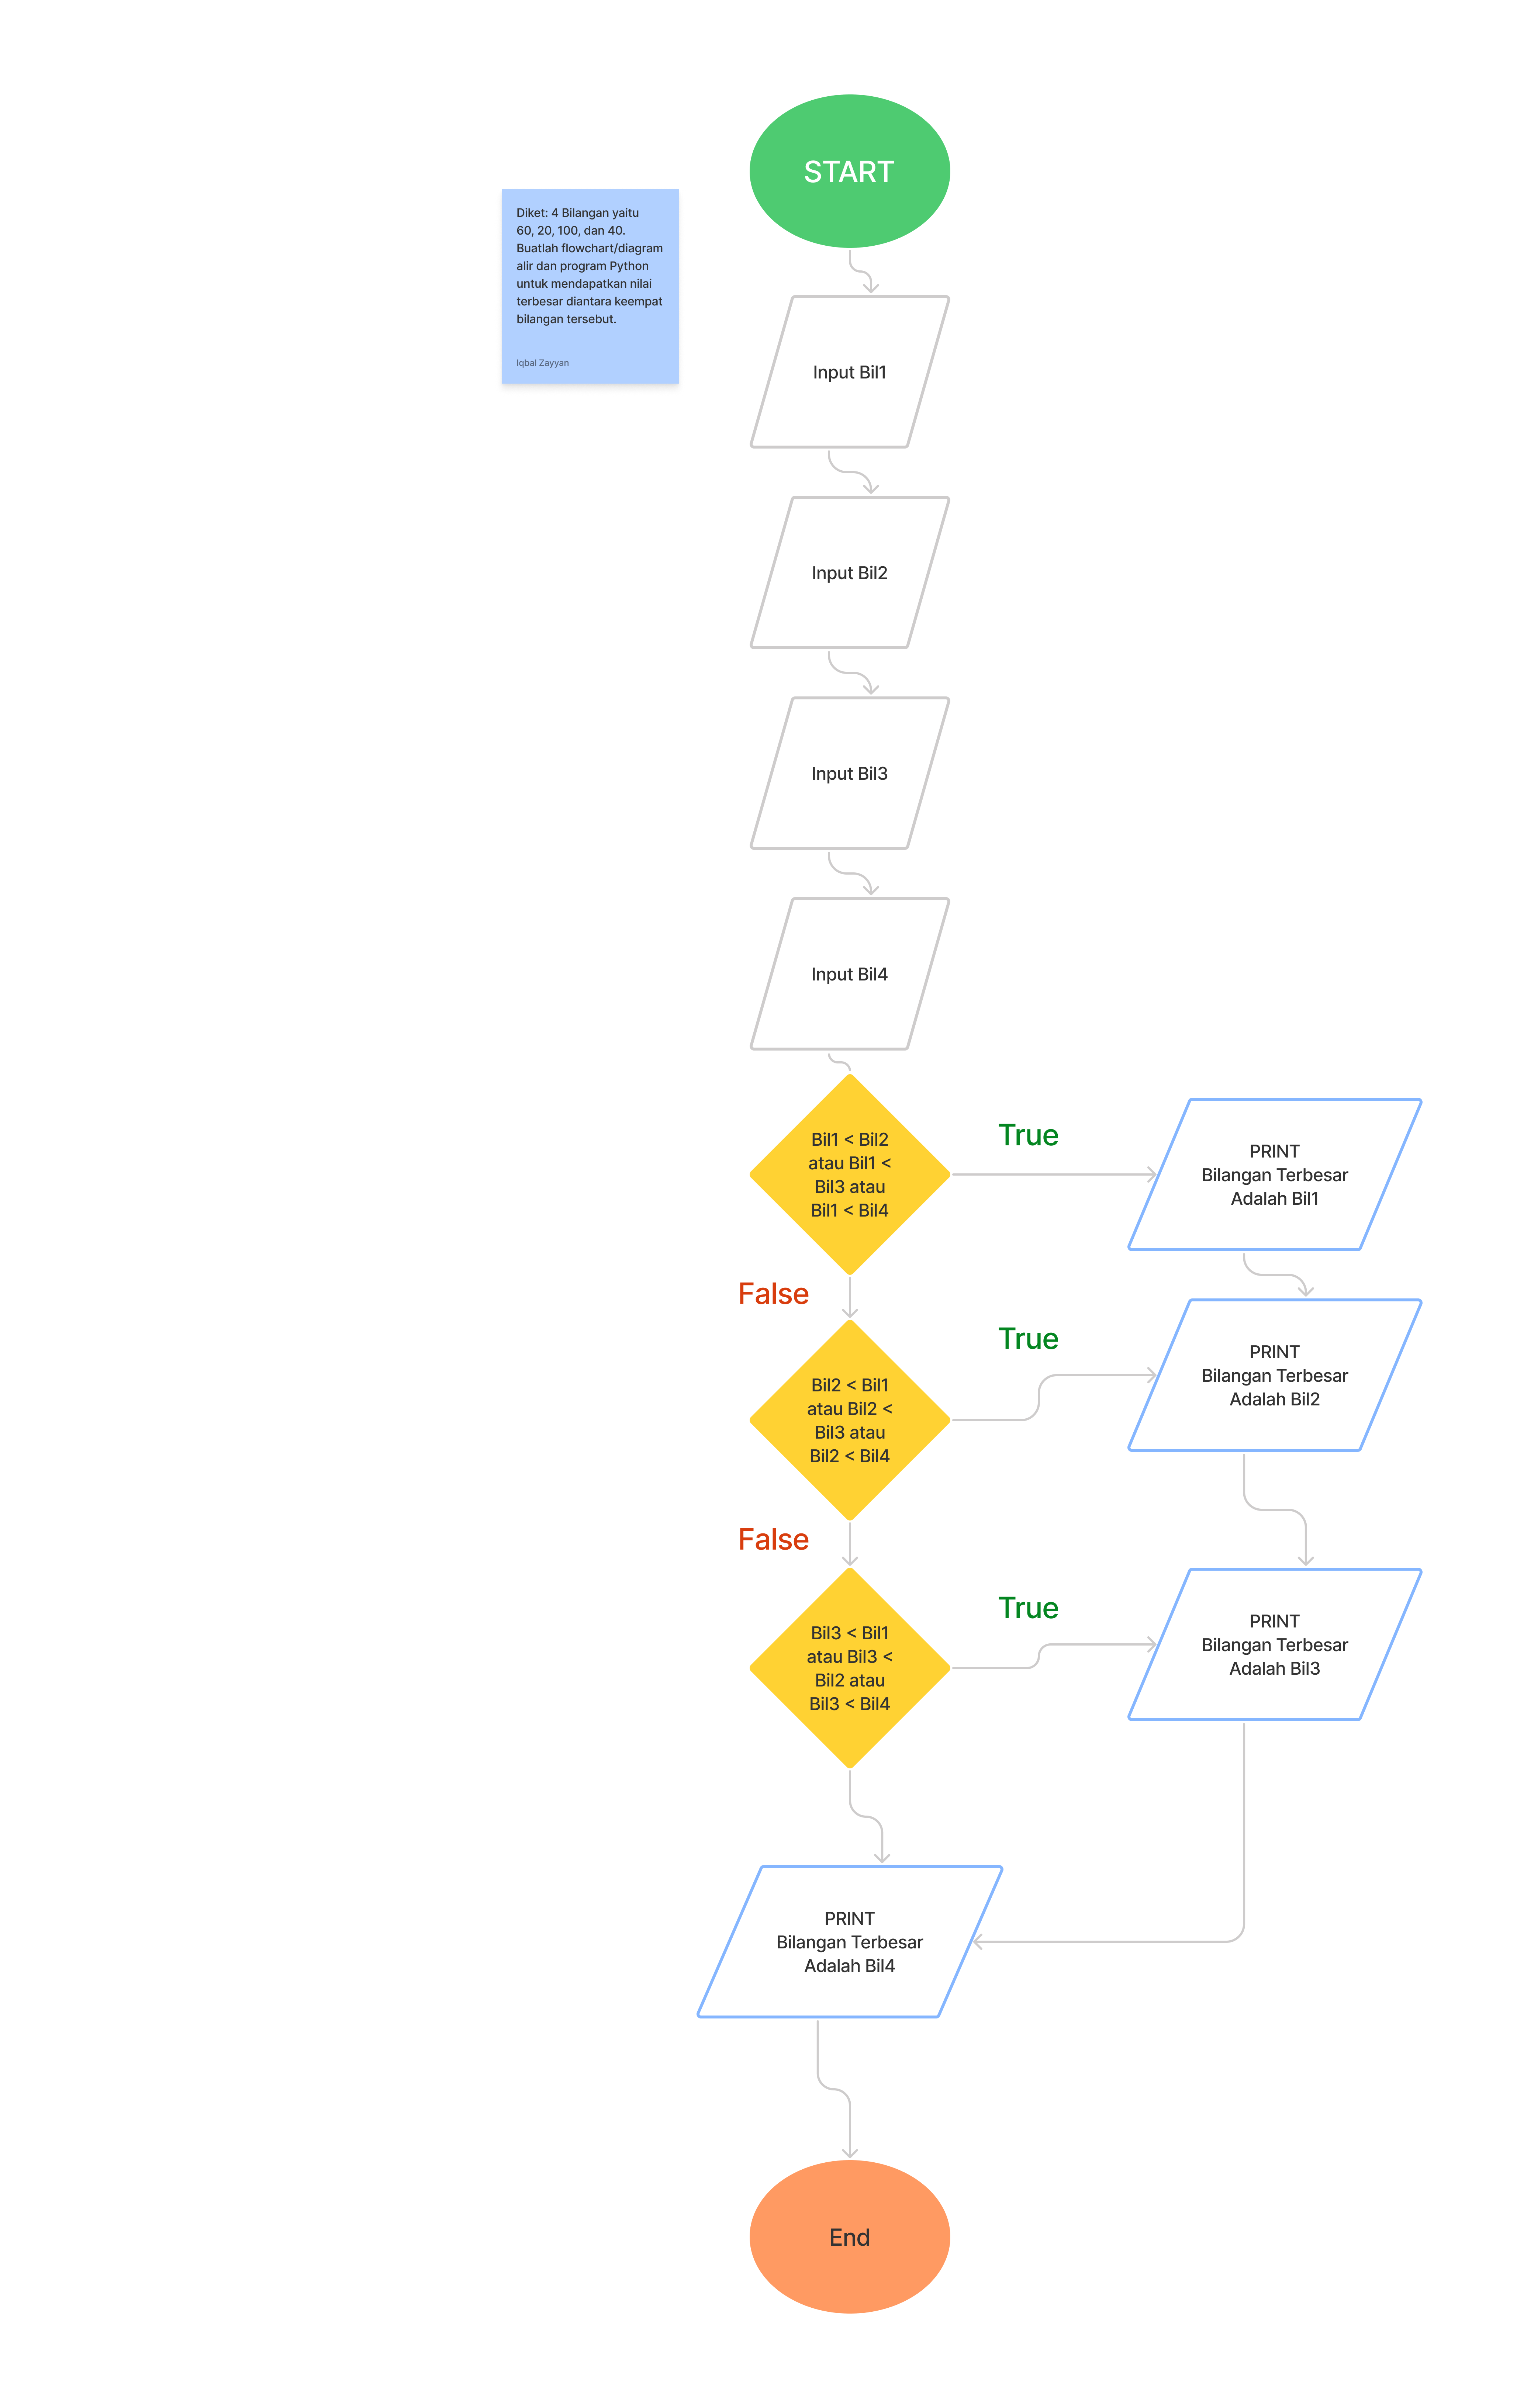 START
Diket: 4 Bilangan yaitu
60, 20, 100, dan 40.
Buatlah flowchart/diagram
alir dan program Python
untuk mendapatkan nilai
terbesar diantara keempat
bilangan tersebut.
Iqbal Zayyan
Input Bil1
Input Bil2
Input Bil3
Input Bil4
Bil1 < Bil2
atau Bil1 <
Bil3 atau
Bil1 < Bil4
True
PRINT
Bilangan Terbesar
Adalah Bil1
False
Bil2 < Bil1
atau Bil2 <
Bil3 atau
Bil2 < Bil4
True
PRINT
Bilangan Terbesar
Adalah Bil2
False
Bil3 < Bil1
atau Bil3 <
Bil2 atau
Bil3 < Bil4
True
PRINT
Bilangan Terbesar
Adalah Bil3
PRINT
Bilangan Terbesar
Adalah Bil4
End